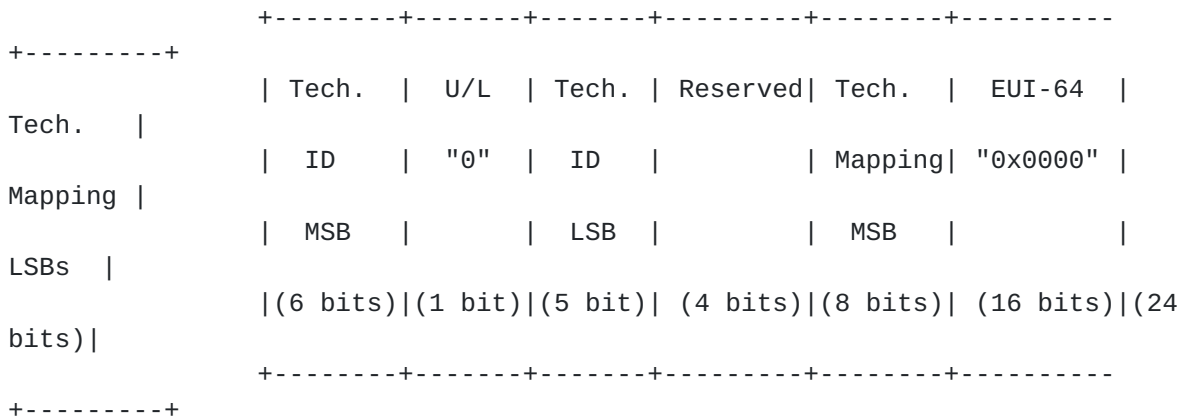 +--------+-------+-------+---------+--------+----------
+---------+
| Tech. | U/L | Tech. | Reserved| Tech. | EUI-64 |
Tech. |
| ID | "0" | ID | | Mapping| "0x0000" |
Mapping |
| MSB | | LSB | | MSB | |
LSBs |
|(6 bits)|(1 bit)|(5 bit)| (4 bits)|(8 bits)| (16 bits)|(24
bits)|
+--------+-------+-------+---------+--------+----------
+---------+